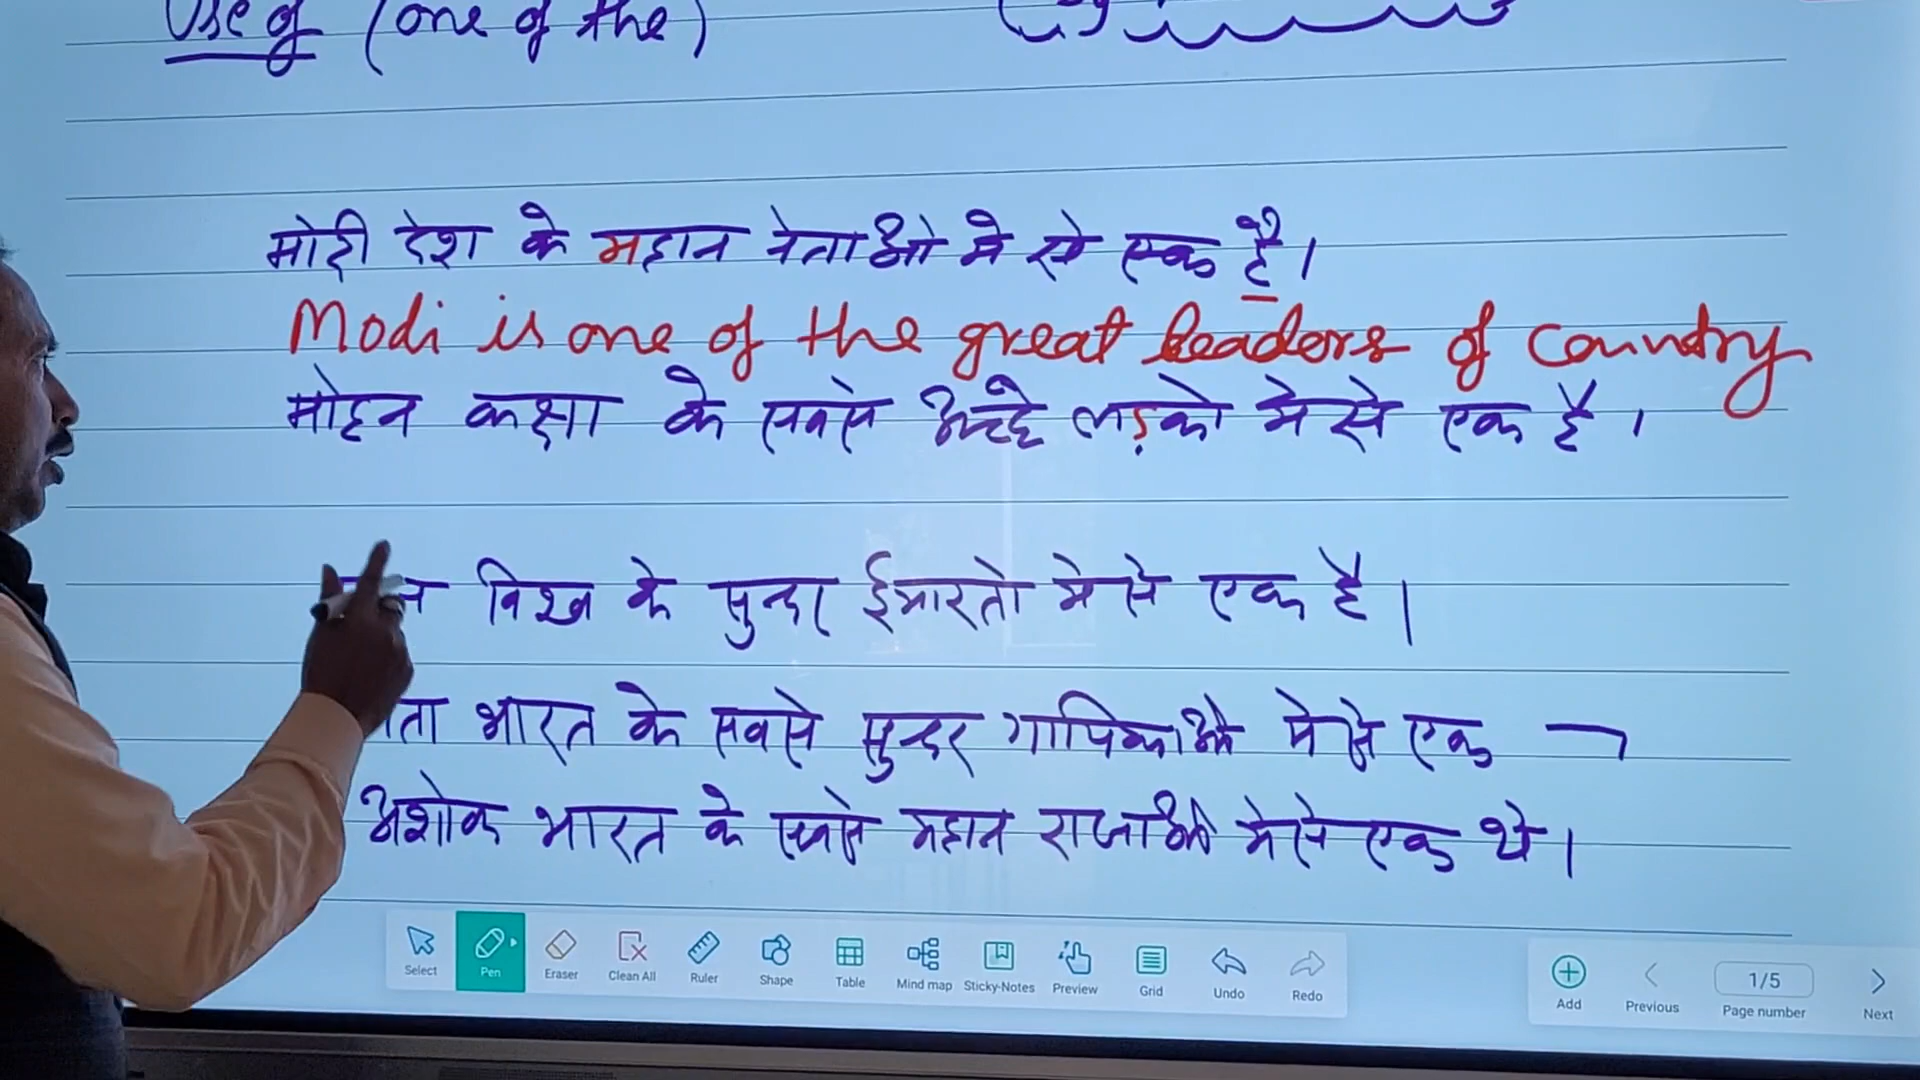 Use of (one of the)
मोदी देश के महान नेताओ मे से एक है।
Modi is one of the great leaders of country
मोहन कक्षा के सबसे अच्छे लड़को मे से एक है।
विश्व के सुन्दर ईमारतो मे से एक है।
भारत के सबसे सुन्दर गायिकाओ मे से एक
अशोक भारत के सबसे महान राजाओ मे से एक थे।
Select
Pen
Eraser
Clean All
Ruler
Shape
Table
Mind map
Sticky-Notes
Preview
Grid
Undo
Redo
Add
Previous
1/5
Page number
Next